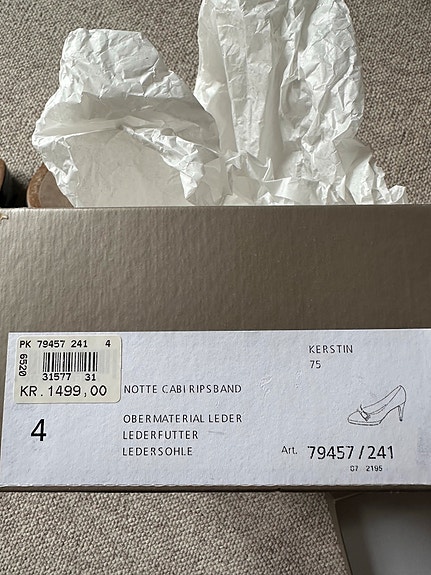 PK 79457 241 4
6520
31577 31
KR.1499,00
4
NOTTE CABI RIPSBAND
OBERMATERIAL LEDER
LEDERFUTTER
LEDERSOHLE
KERSTIN
75
Art. 79457/241
07 2195